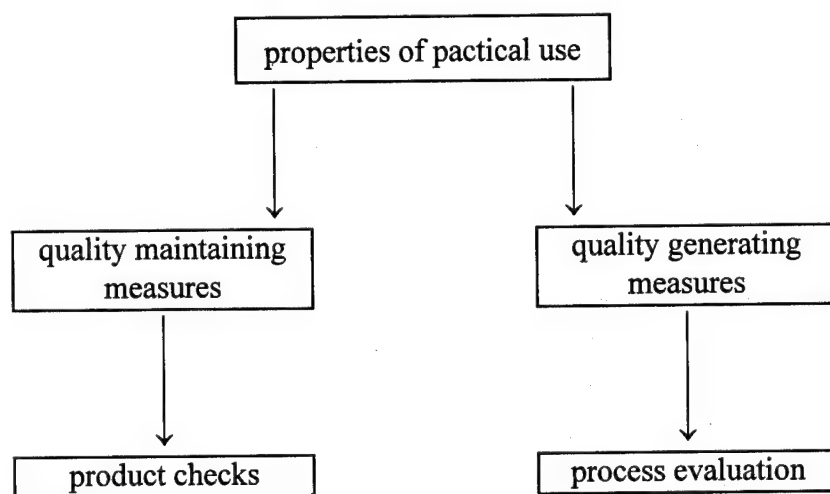 properties of pactical use
quality maintaining
measures
quality generating
measures
product checks
process evaluation